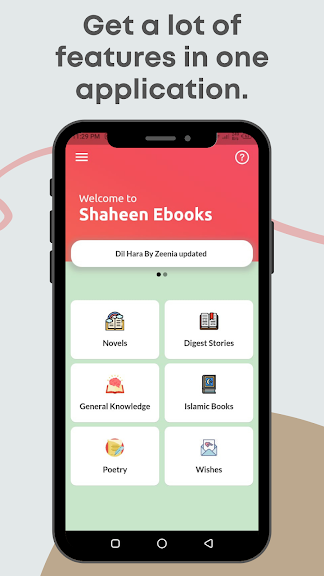 Get a lot of
features in one
application.
11:29 PM
Welcome to
Shaheen Ebooks
Dil Hara By Zeenia updated
Novels
Digest Stories
General Knowledge
Islamic Books
Poetry
Wishes